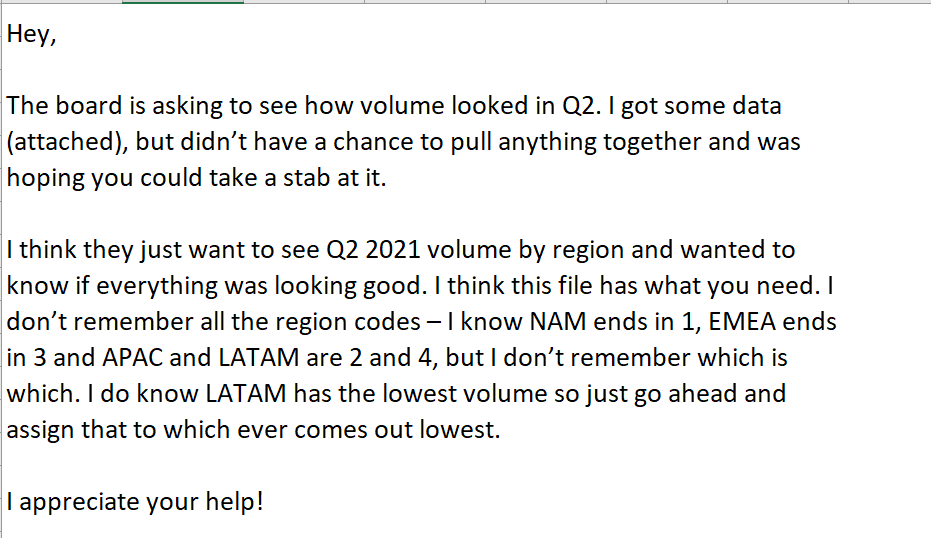 Hey,
The board is asking to see how volume looked in Q2. I got some data
(attached), but didn’t have a chance to pull anything together and was
hoping you could take a stab at it.
I think they just want to see Q2 2021 volume by region and wanted to
know if everything was looking good. I think this file has what you need. I
don’t remember all the region codes – I know NAM ends in 1, EMEA ends
in 3 and APAC and LATAM are 2 and 4, but I don’t remember which is
which. I do know LATAM has the lowest volume so just go ahead and
assign that to which ever comes out lowest.
I appreciate your help!